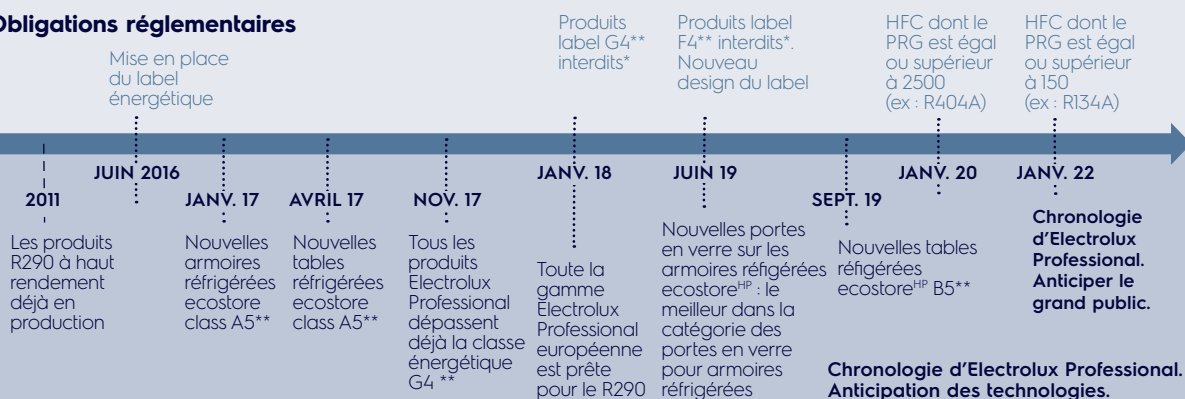 Obligations réglementaires
Mise en place
du label
énergétique
Produits
label G4**
interdits*
Produits label
F4** interdits*.
Nouveau
design du label
HFC dont le
PRG est égal
ou supérieur
à 2500
(ex : R404A)
HFC dont le
PRG est égal
ou supérieur
à 150
(ex : R134A)
2011
JUIN 2016
JANV. 17
AVRIL 17
NOV. 17
JANV. 18
JUIN 19
SEPT. 19
JANV. 20
JANV. 22
Les produits
R290 à haut
rendement
déjà en
production
Nouvelles
armoires
réfrigérées
ecostore
class A5**
Nouvelles
tables
réfrigérées
ecostore
class A5**
Tous les
produits
Electrolux
Professional
dépassent
déjà la classe
énergétique
G4 **
Toute la
gamme
Electrolux
Professional
européenne
est prête
pour le R290
Nouvelles portes
en verre sur les
armoires réfigérées
ecostoreHP : le
meilleur dans la
catégorie des
portes en verre
pour armoires
réfrigérées
Nouvelles tables
réfigérées
ecostoreHP B5**
Chronologie
d'Electrolux
Professional.
Anticiper le
grand public.
Chronologie d'Electrolux Professional.
Anticipation des technologies.